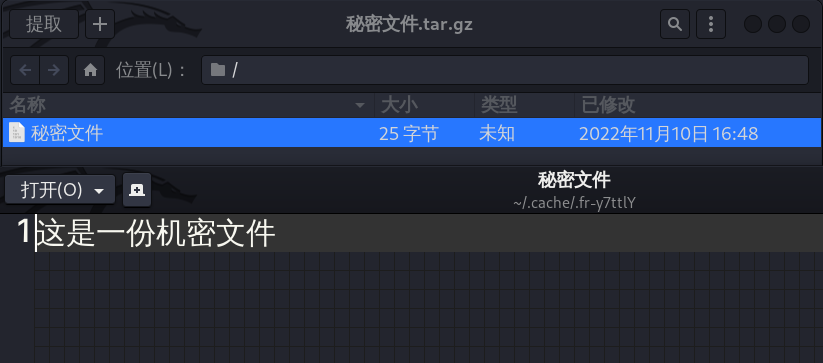 提取 秘密文件.tar.gz
位置(L)： /
名称 大小 类型 已修改
秘密文件 25 字节 未知 2022年11月10日 16:48
打开(O) 秘密文件
~/.cache/.fr-y7ttlY
1 这是一份机密文件